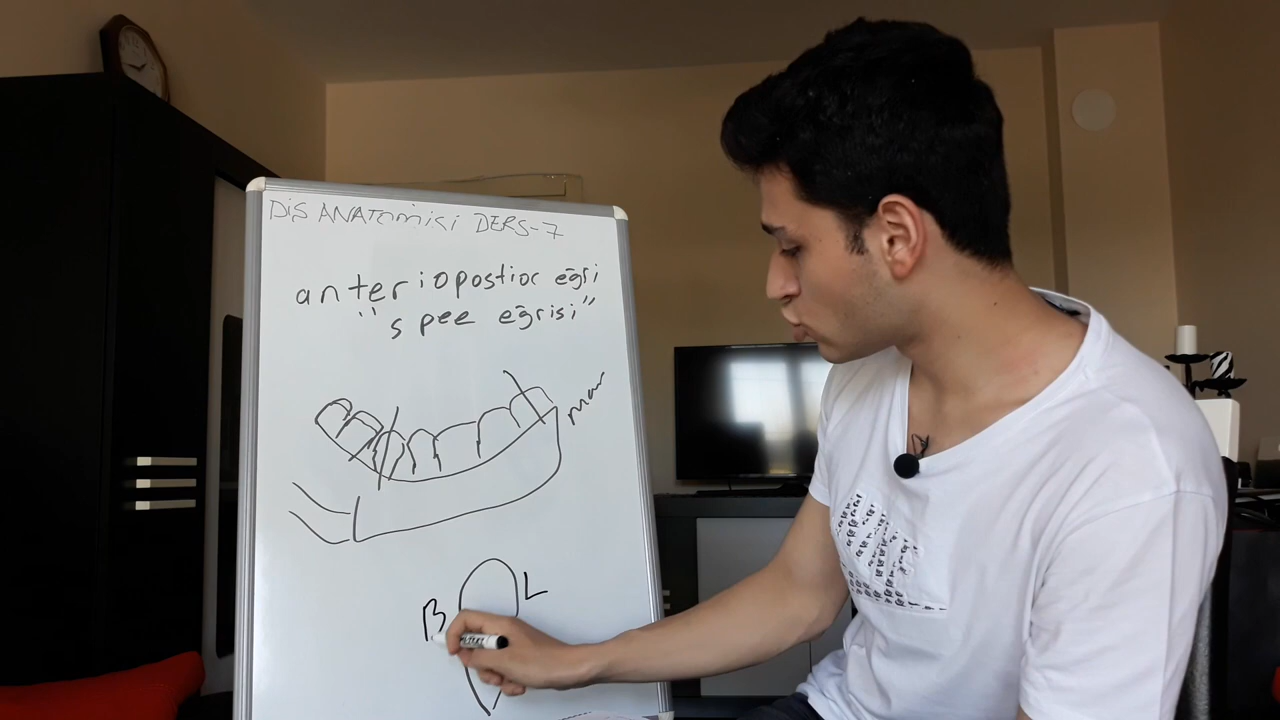 DİŞ ANATOMİSİ DERS-7
anteriopostior eğri
"spee eğrisi"
B
L